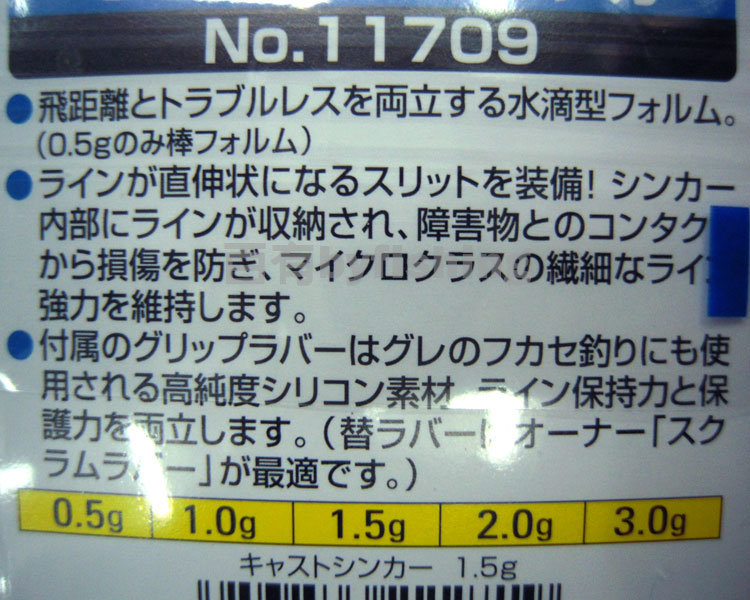 No.11709
●飛距離とトラブルレスを両立する水滴型フォルム。
(0.5gのみ棒フォルム)
●ラインが直伸状になるスリットを装備! シンカー
内部にラインが収納され、障害物とのコンタク
から損傷を防ぎ、マイクロクラスの繊細なライ
強力を維持します。
●付属のグリップラバーはグレのフカセ釣りにも使
用される高純度シリコン素材 ライン保持力と保
護力を両立します。(替ラバー オーナー「スク
ラムラバー」が最適です。)
0.5g 1.0g 1.5g 2.0g 3.0g
キャストシンカー 1.5g